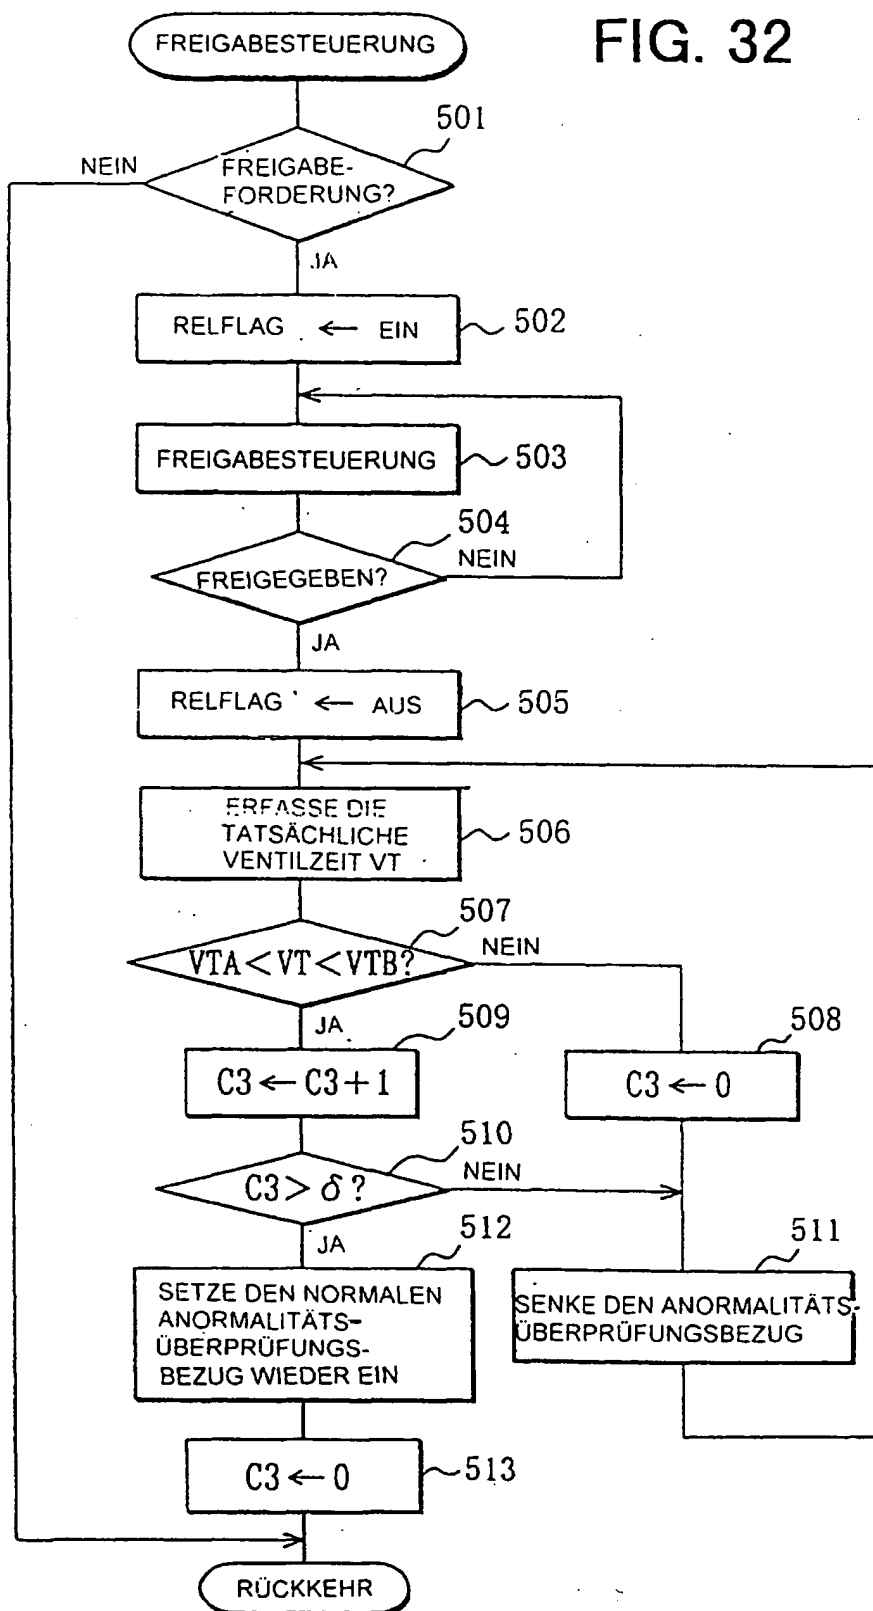 FIG. 32
FREIGABESTEUERUNG
501
NEIN
FREIGABE-
FORDERUNG?
JA
RELFLAG ← EIN
502
FREIGABESTEUERUNG
503
504
FREIGEGEBEN?
NEIN
JA
RELFLAG ← AUS
505
ERFASSE DIE
TATSÄCHLICHE
VENTILZEIT VT
506
507
VTA<VT<VTB?
NEIN
JA
509
508
C3←C3+1
C3←0
510
C3>δ?
NEIN
JA
512
511
SETZE DEN NORMALEN
ANORMALITÄTS-
ÜBERPRÜFUNGS-
BEZUG WIEDER EIN
SENKE DEN ANORMALITÄTS-
ÜBERPRÜFUNGSBEZUG
C3←0
513
RÜCKKEHR